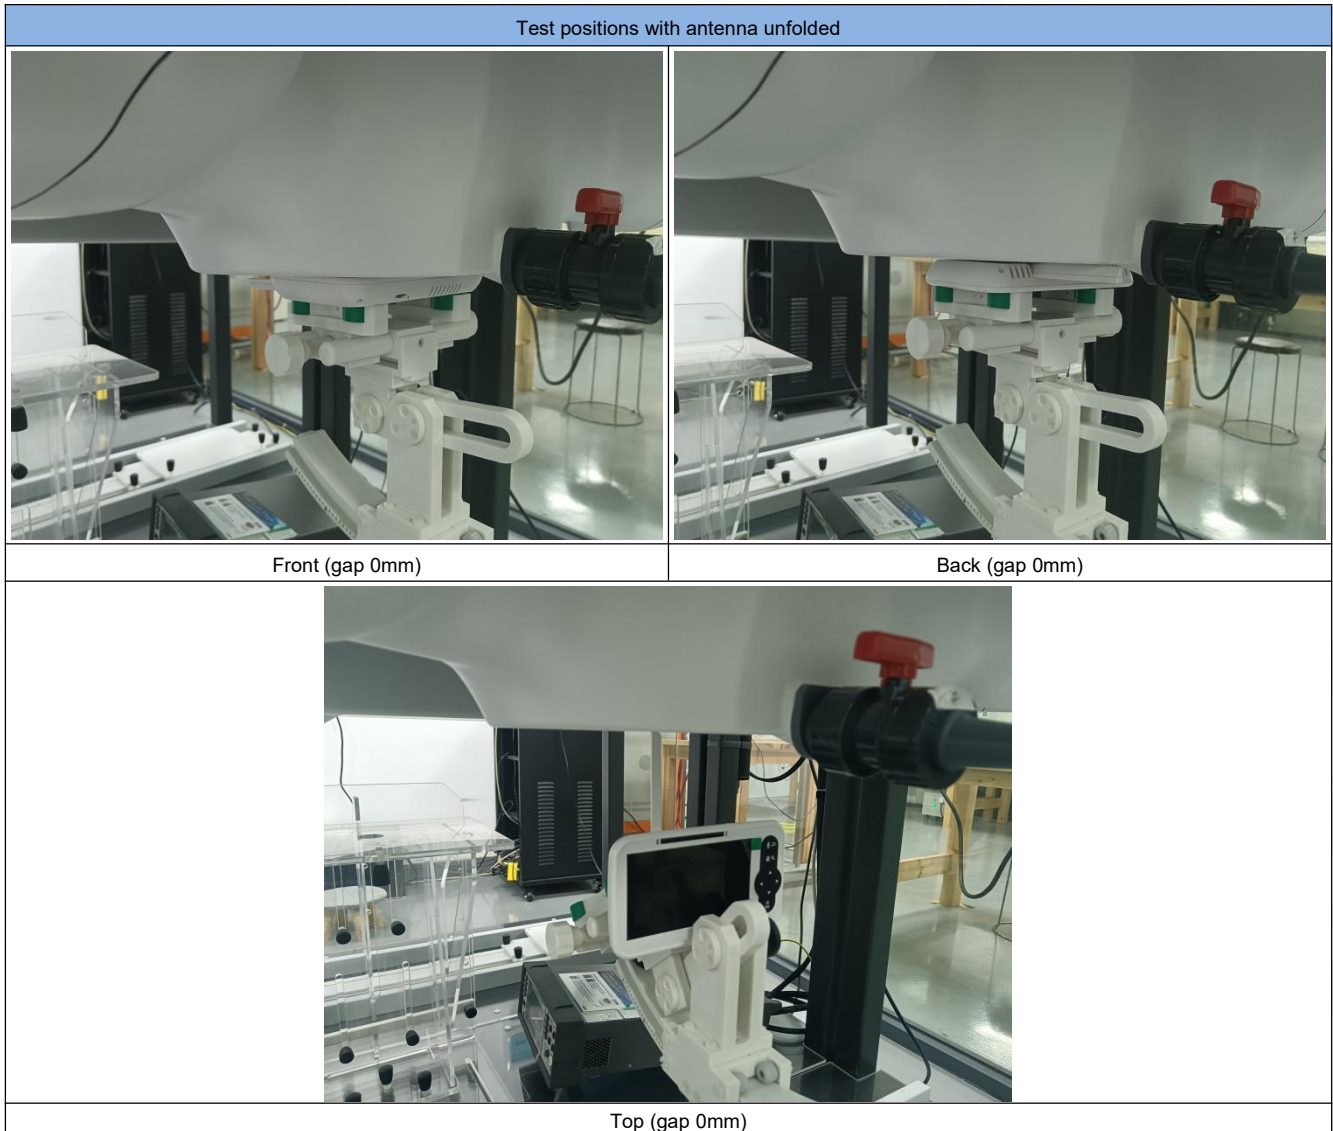 Test positions with antenna unfolded
Front (gap 0mm)
Back (gap 0mm)
Top (gap 0mm)